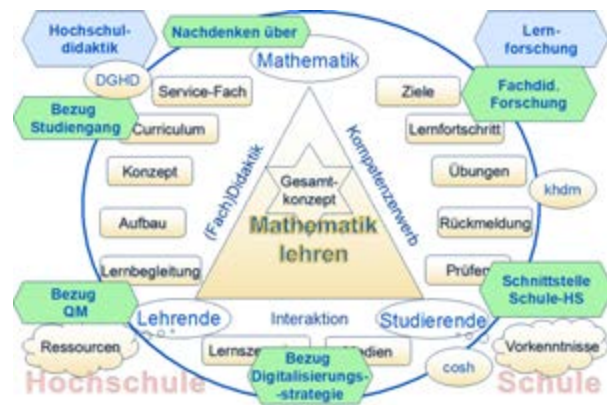 Hochschul-
didaktik
Nachdenken über
Lern-
forschung
Mathematik
DGHD
Service-Fach
Ziele
Fachdid.
Forschung
Bezug
Studiengang
Curriculum
Lernfortschritt
(Fach)Didaktik
Kompetenzerwerb
Konzept
Übungen
Gesamt-
konzept
khdm
Aufbau
Mathematik
lehren
Rückmeldung
Lernbegleitung
Prüfen
Bezug
QM
Schnittstelle
Schule-HS
Lehrende
Interaktion
Studierende
Ressourcen
Vorkenntnisse
Bezug
Digitalisierungs-
-strategie
cosh
Hochschule
Schule